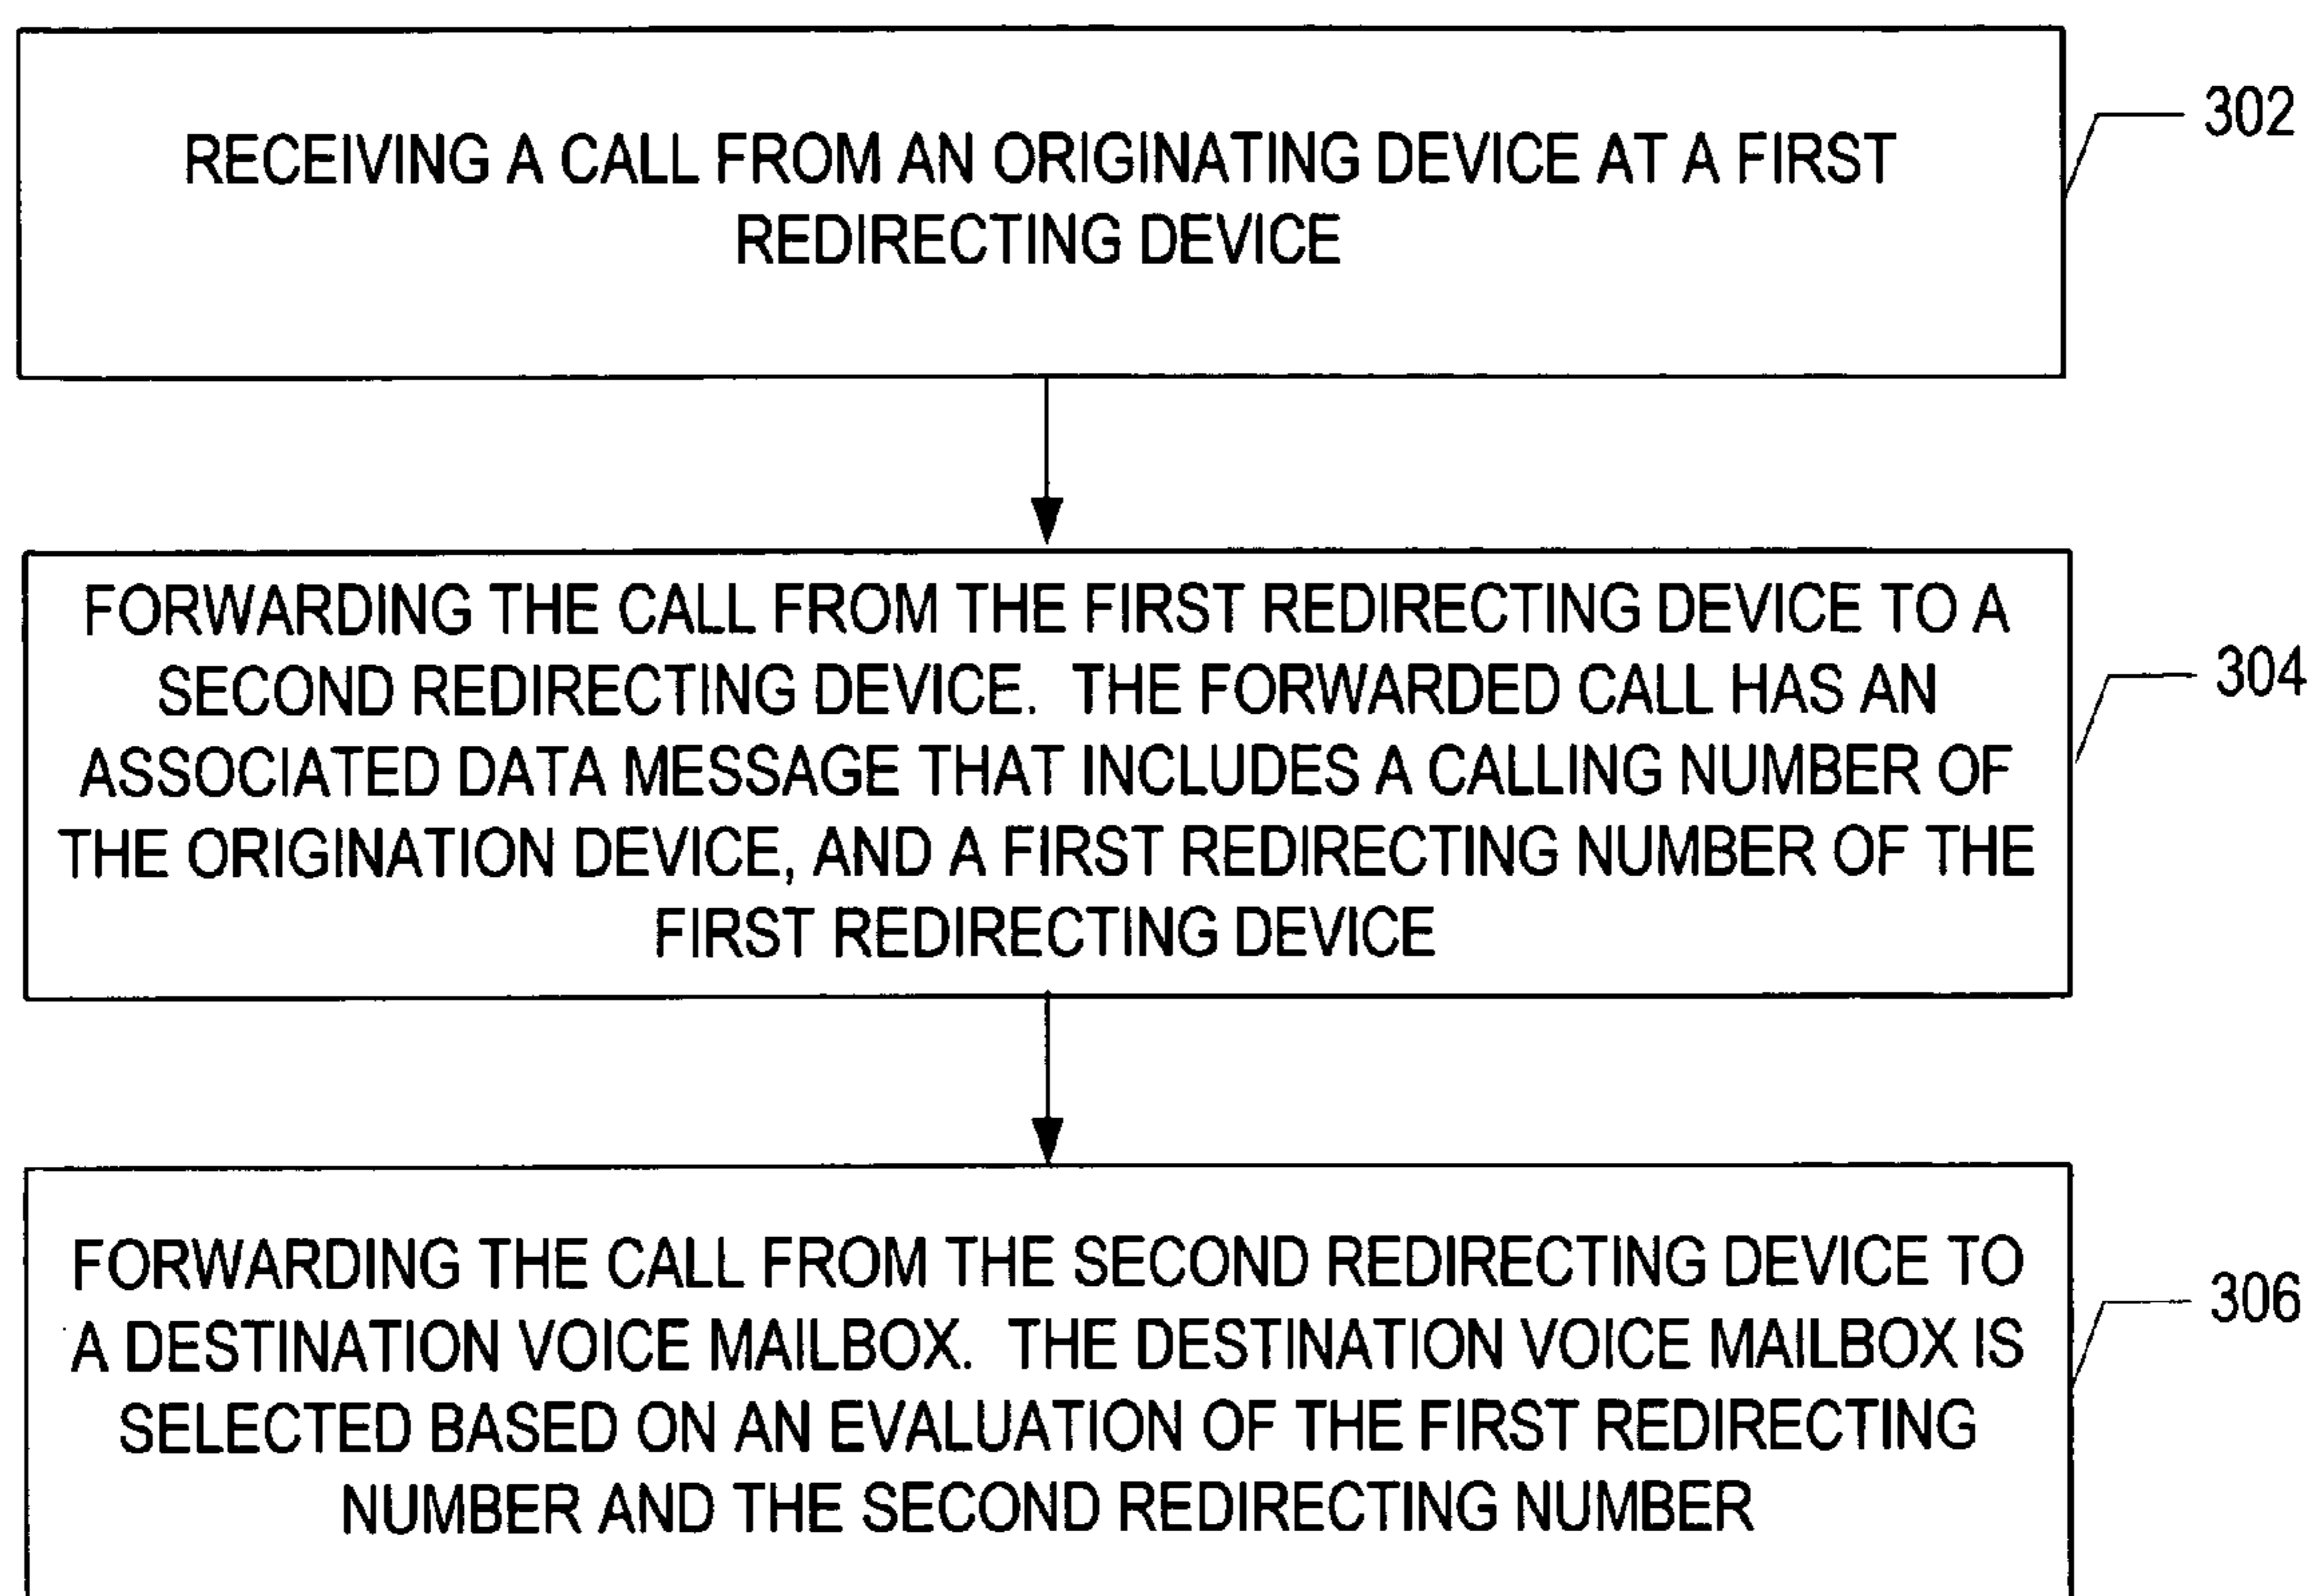 RECEIVING A CALL FROM AN ORIGINATING DEVICE AT A FIRST
REDIRECTING DEVICE
302
FORWARDING THE CALL FROM THE FIRST REDIRECTING DEVICE TO A
SECOND REDIRECTING DEVICE.  THE FORWARDED CALL HAS AN
ASSOCIATED DATA MESSAGE THAT INCLUDES A CALLING NUMBER OF
THE ORIGINATION DEVICE, AND A FIRST REDIRECTING NUMBER OF THE
FIRST REDIRECTING DEVICE
304
FORWARDING THE CALL FROM THE SECOND REDIRECTING DEVICE TO
A DESTINATION VOICE MAILBOX.  THE DESTINATION VOICE MAILBOX IS
SELECTED BASED ON AN EVALUATION OF THE FIRST REDIRECTING
NUMBER AND THE SECOND REDIRECTING NUMBER
306